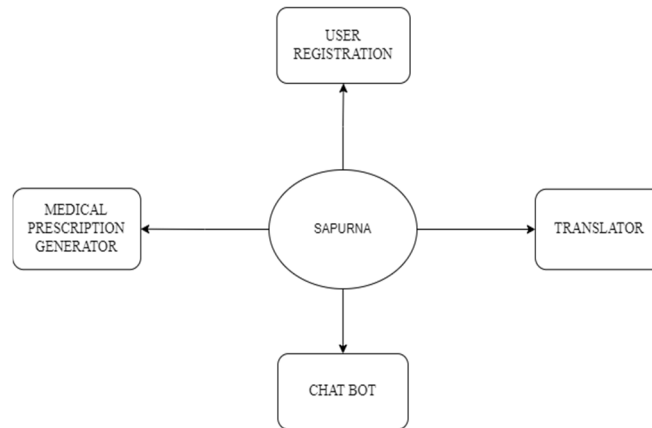 USER
REGISTRATION
MEDICAL
PRESCRIPTION
GENERATOR
SAPURNA
TRANSLATOR
CHAT BOT